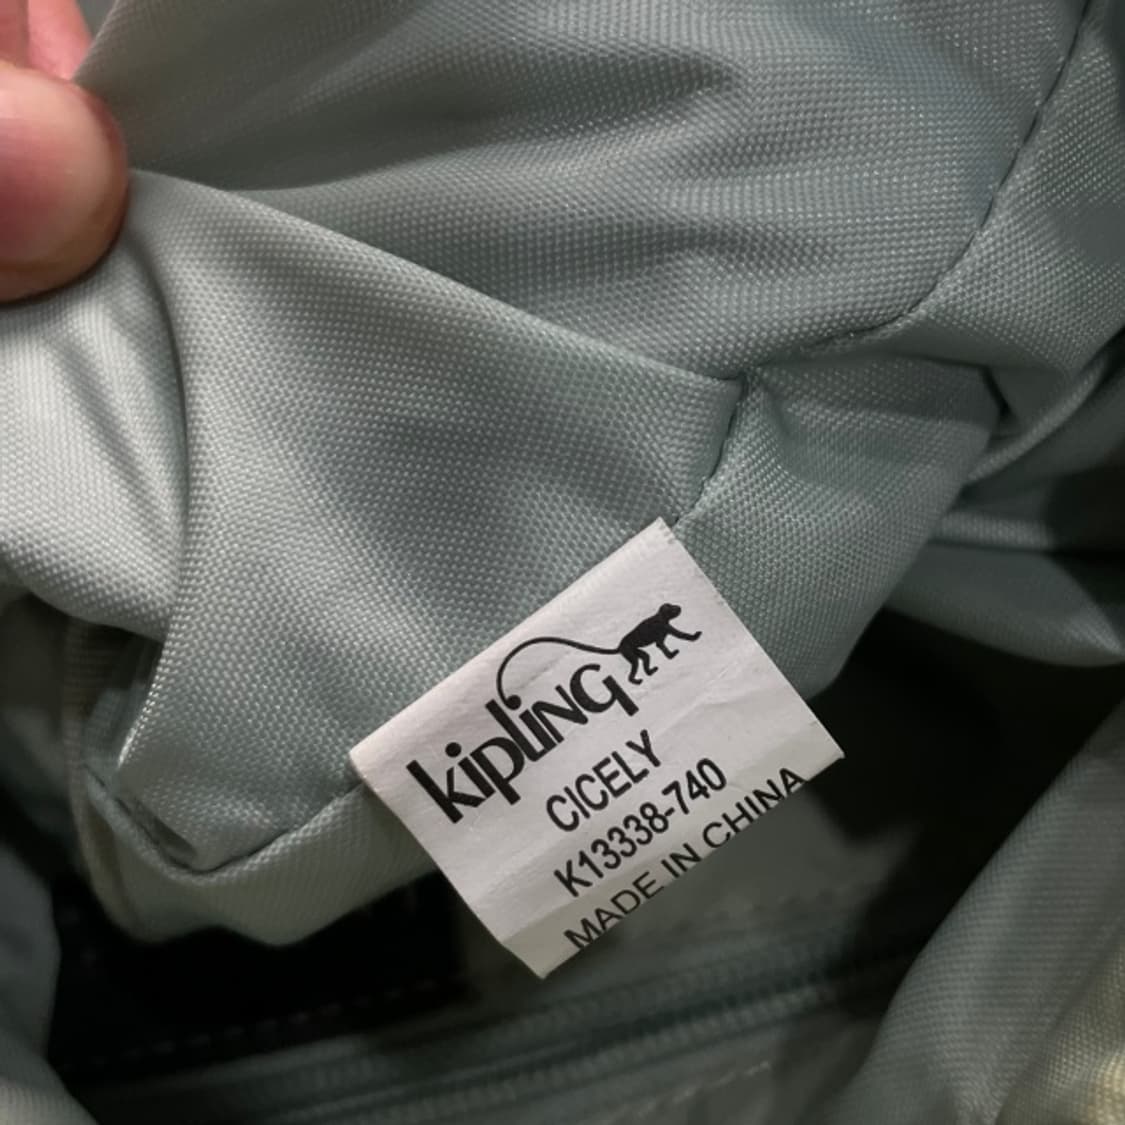 kipling
CICELY
K13338-740
MADE IN CHINA